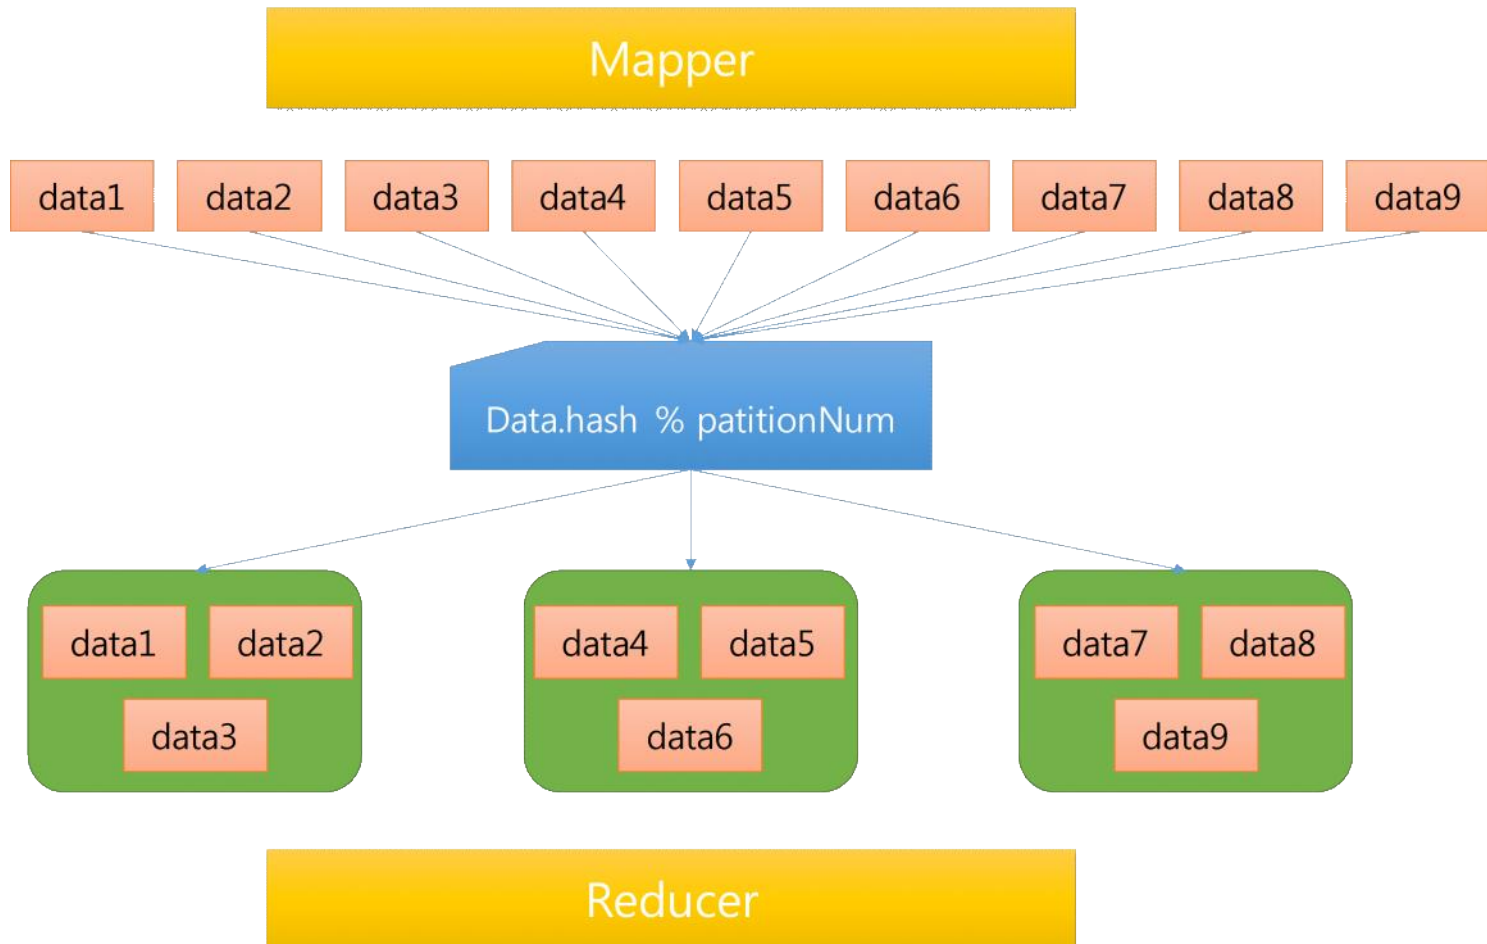 Mapper
data1 data2 data3 data4 data5 data6 data7 data8 data9
Data.hash % patitionNum
data1 data2 data4 data5 data7 data8
data3 data6 data9
Reducer